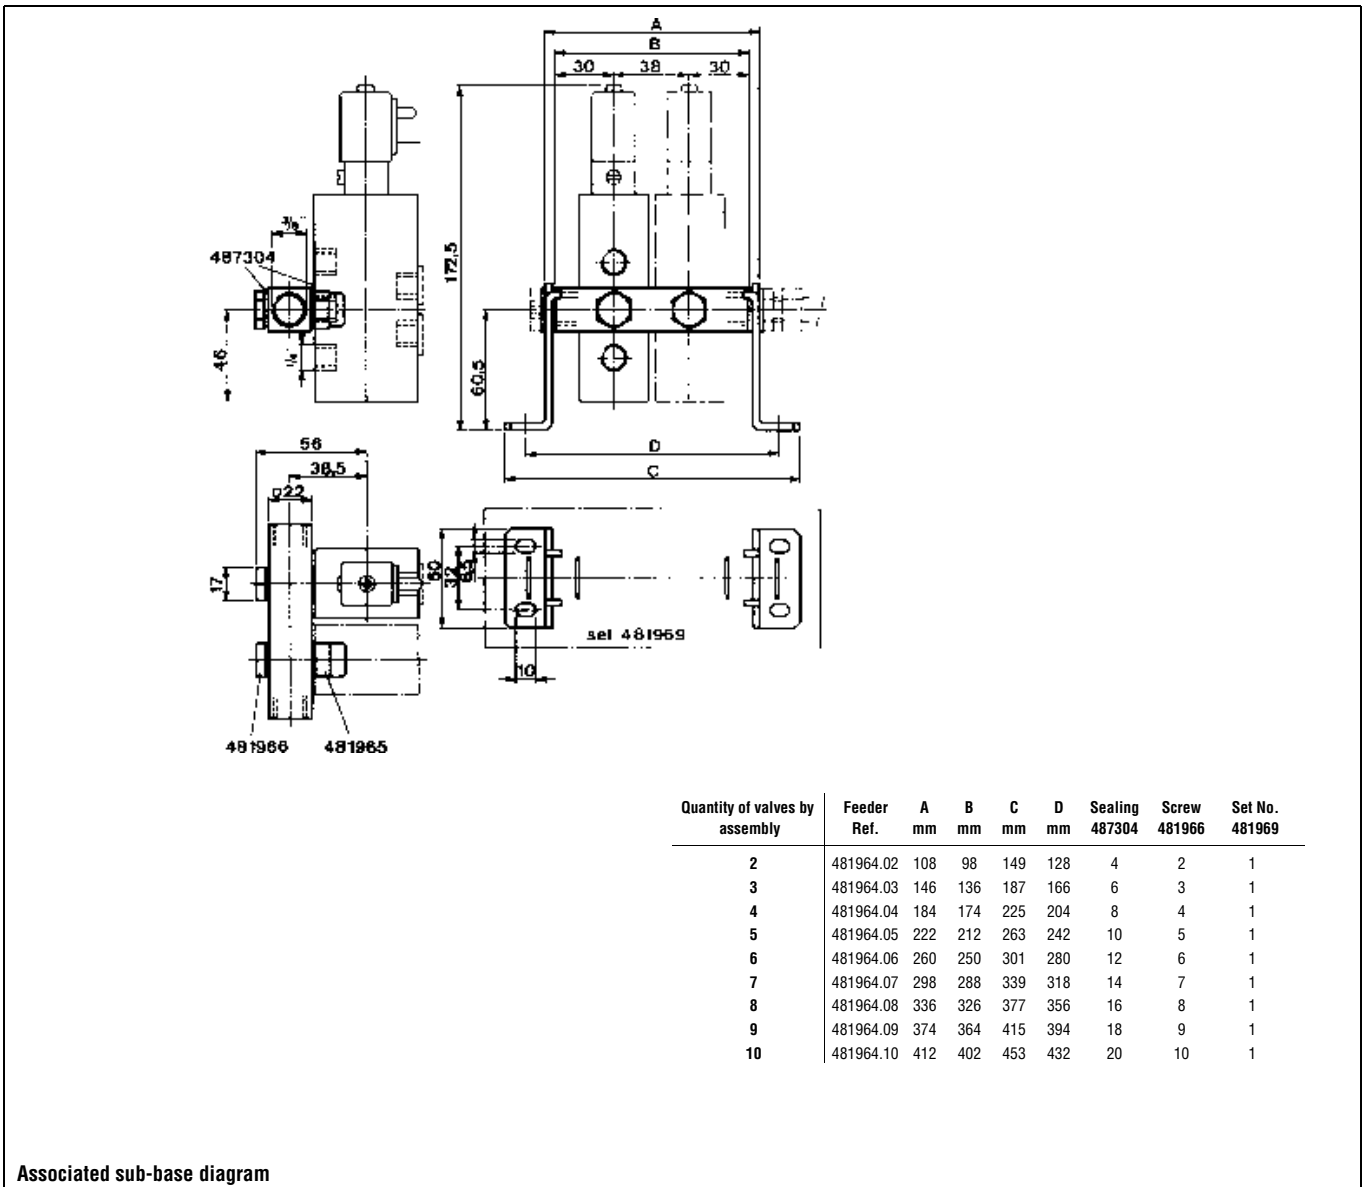 A
B
30 38 30
3/8"
487304
172,5
46
1/4
60,5
56
38,5
22
17
D
C
60
32
10
set 481969
481966 481965
Quantity of valves by assembly Feeder Ref. A mm B mm C mm D mm Sealing 487304 Screw 481966 Set No. 481969
2 481964.02 108 98 149 128 4 2 1
3 481964.03 146 136 187 166 6 3 1
4 481964.04 184 174 225 204 8 4 1
5 481964.05 222 212 263 242 10 5 1
6 481964.06 260 250 301 280 12 6 1
7 481964.07 298 288 339 318 14 7 1
8 481964.08 336 326 377 356 16 8 1
9 481964.09 374 364 415 394 18 9 1
10 481964.10 412 402 453 432 20 10 1
Associated sub-base diagram